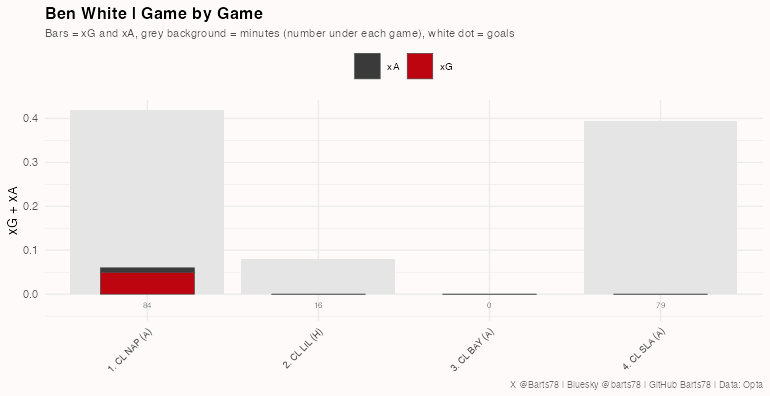 Ben White | Game by Game
Bars = xG and xA, grey background = minutes (number under each game), white dot = goals
xA xG
xG + xA
0.4
0.3
0.2
0.1
0.0
84 16 0 79
1. CL NAP (A) 2. CL LIL (H) 3. CL BAY (A) 4. CL SLA (A)
X @Barts78 | Bluesky @barts78 | GitHub Barts78 | Data: Opta